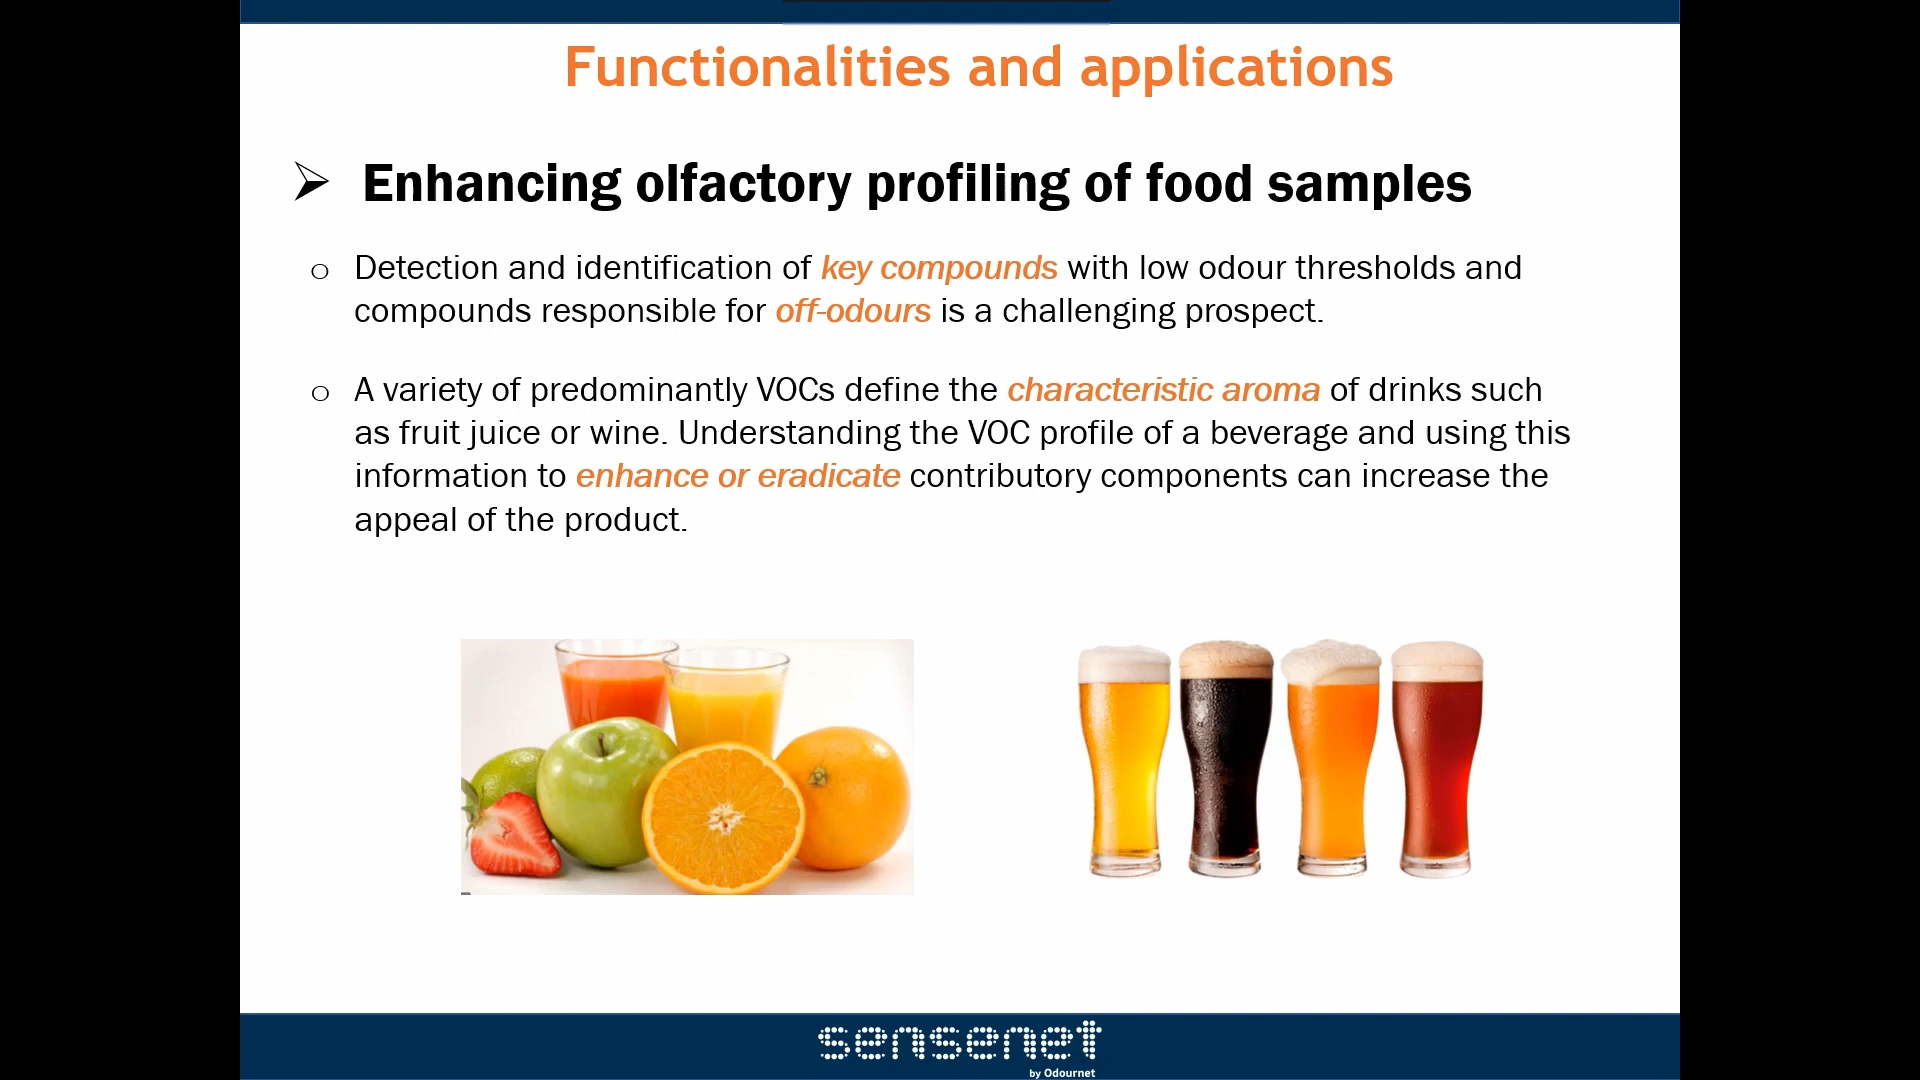 Functionalities and applications
➢ Enhancing olfactory profiling of food samples
o Detection and identification of key compounds with low odour thresholds and
compounds responsible for off-odours is a challenging prospect.
o A variety of predominantly VOCs define the characteristic aroma of drinks such
as fruit juice or wine. Understanding the VOC profile of a beverage and using this
information to enhance or eradicate contributory components can increase the
appeal of the product.
sensenet
by Odournet